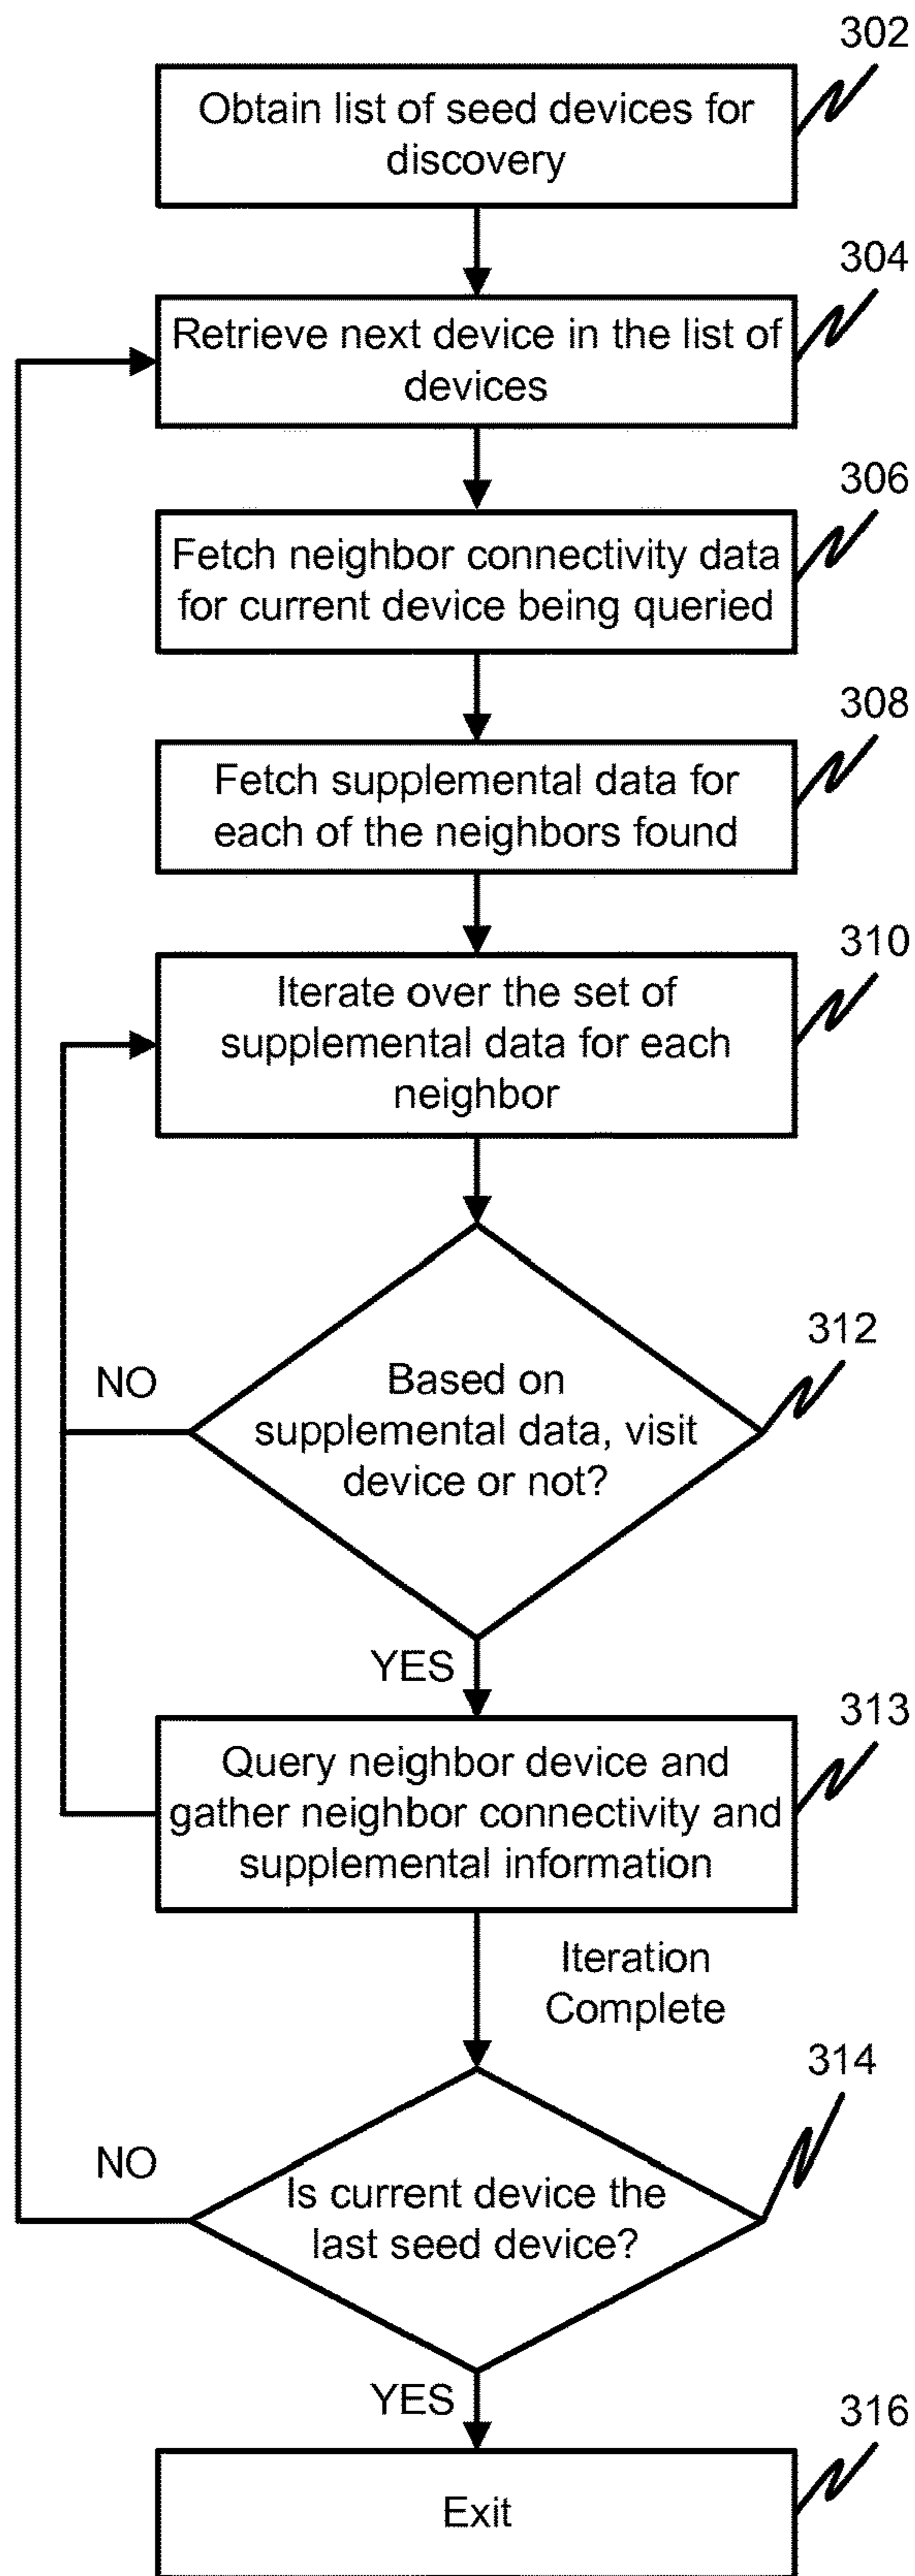 302
Obtain list of seed devices for
discovery
304
Retrieve next device in the list of
devices
306
Fetch neighbor connectivity data
for current device being queried
308
Fetch supplemental data for
each of the neighbors found
310
Iterate over the set of
supplemental data for each
neighbor
312
NO
Based on
supplemental data, visit
device or not?
YES
313
Query neighbor device and
gather neighbor connectivity and
supplemental information
Iteration
Complete
314
NO
Is current device the
last seed device?
YES
316
Exit